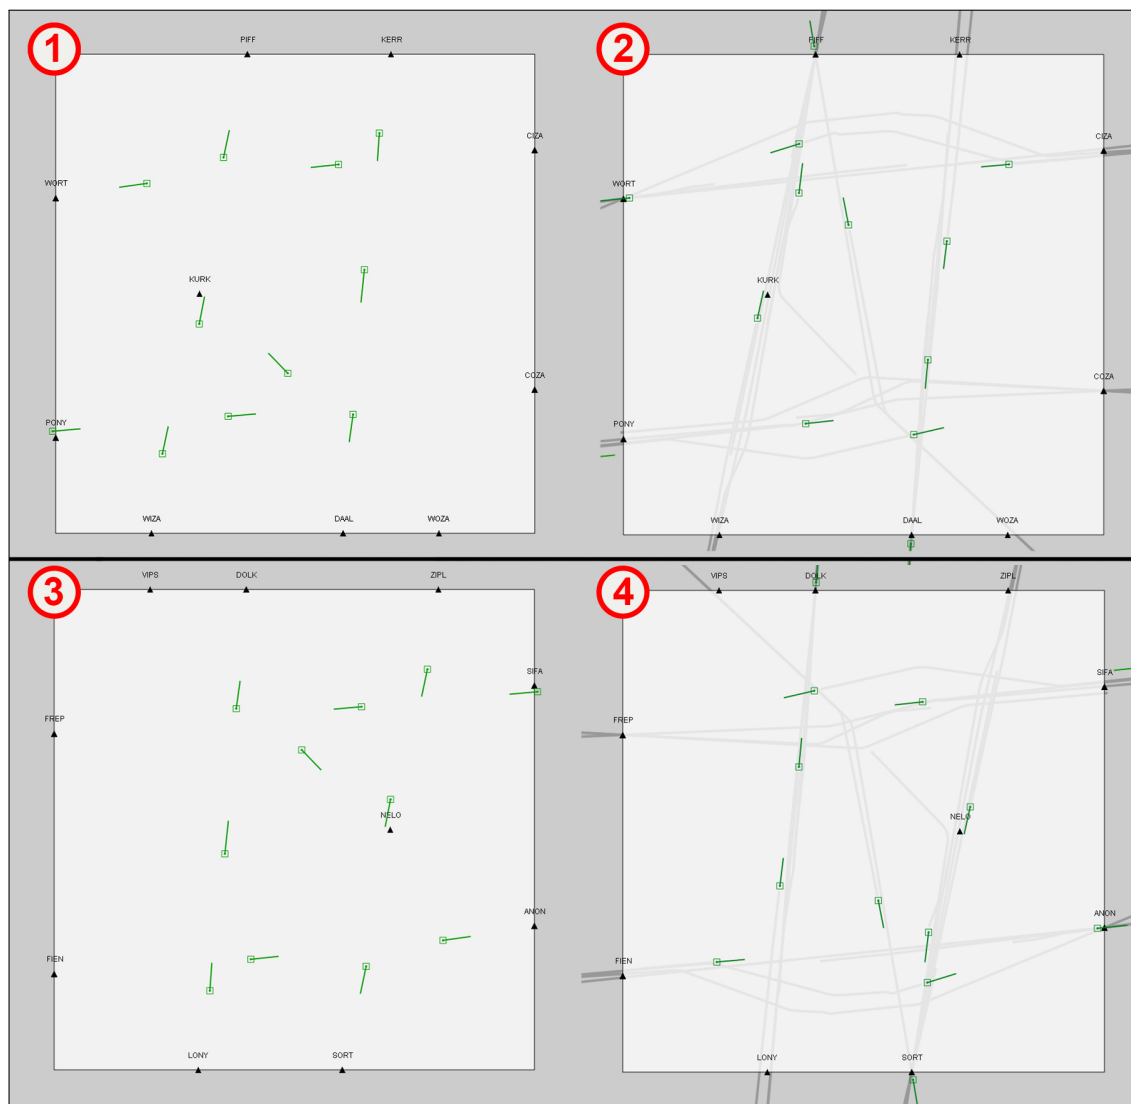 1
PIFF
KERR
CIZA
WORT
KURK
COZA
PONY
WIZA
DAAL
WOZA
2
PIFF
KERR
CIZA
WORT
KURK
COZA
PONY
WIZA
DAAL
WOZA
3
VIPS
DOLK
ZIPL
SIFA
FREP
NELO
ANON
FIEN
LONY
SORT
4
VIPS
DOLK
ZIPL
SIFA
FREP
NELO
ANON
FIEN
LONY
SORT